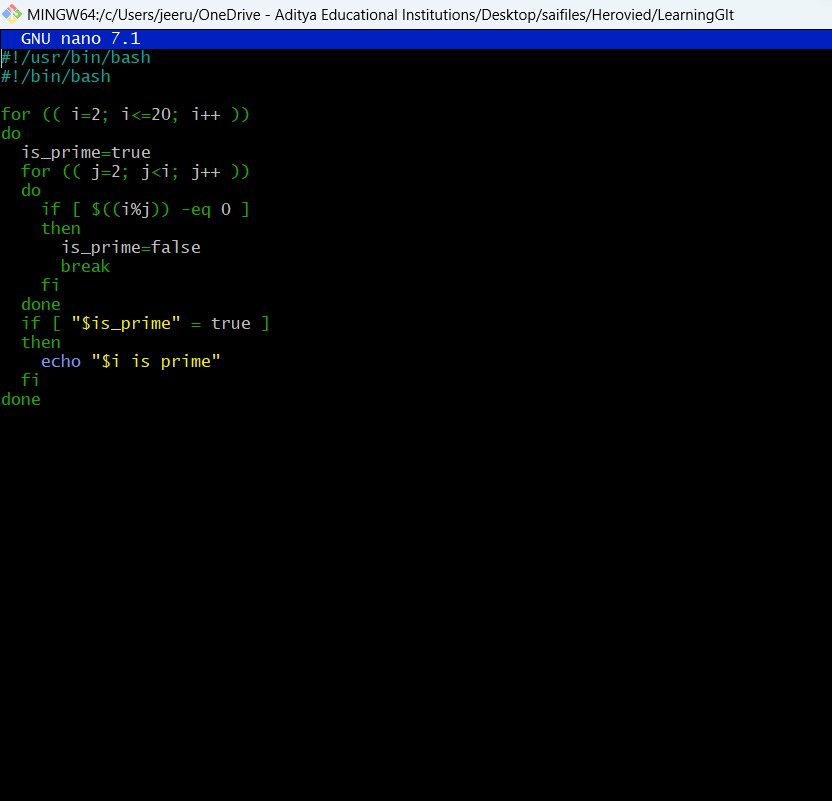 MINGW64:/c/Users/jeeru/OneDrive - Aditya Educational Institutions/Desktop/saifiles/Herovied/LearningGIt
GNU nano 7.1
#!/usr/bin/bash
#!/bin/bash
for (( i=2; i<=20; i++ ))
do
  is_prime=true
  for (( j=2; j<i; j++ ))
  do
    if [ $((i%j)) -eq 0 ]
    then
      is_prime=false
      break
    fi
  done
  if [ "$is_prime" = true ]
  then
    echo "$i is prime"
  fi
done